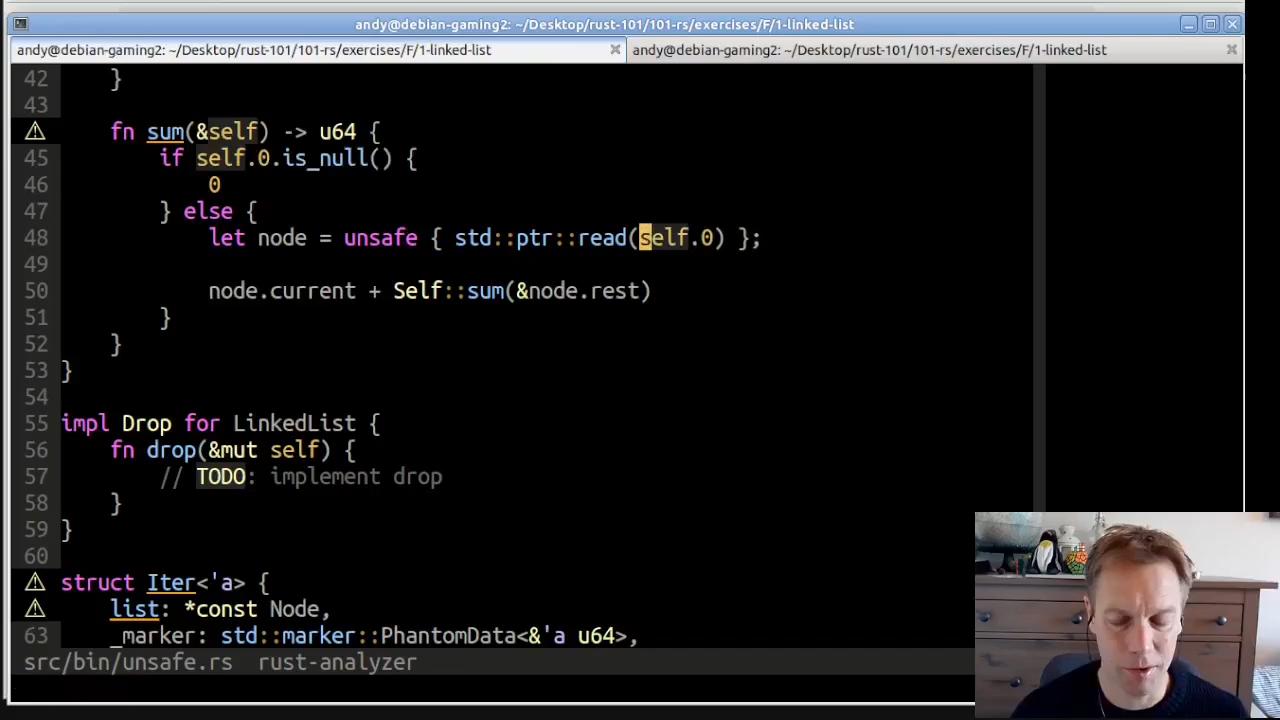 andy@debian-gaming2: ~/Desktop/rust-101/101-rs/exercises/F/1-linked-list
andy@debian-gaming2: ~/Desktop/rust-101/101-rs/exercises/F/1-linked-list andy@debian-gaming2: ~/Desktop/rust-101/101-rs/exercises/F/1-linked-list
42 }
43
⚠ fn sum(&self) -> u64 {
45 if self.0.is_null() {
46 0
47 } else {
48 let node = unsafe { std::ptr::read(self.0) };
49
50 node.current + Self::sum(&node.rest)
51 }
52 }
53 }
54
55 impl Drop for LinkedList {
56 fn drop(&mut self) {
57 // TODO: implement drop
58 }
59 }
60
⚠ struct Iter<'a> {
⚠ list: *const Node,
63 _marker: std::marker::PhantomData<&'a u64>,
src/bin/unsafe.rs rust-analyzer